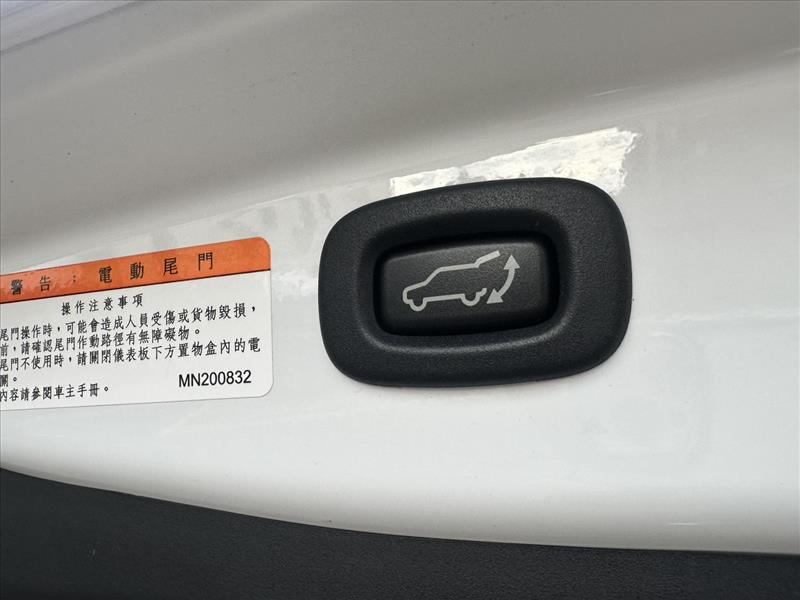 警告:電動尾門
操作注意事項
尾門操作時,可能會造成人員受傷或貨物毀損,
前,請確認尾門作動路徑有無障礙物。
尾門不使用時,請關閉儀表板下方置物盒內的電
關。
內容請參閱車主手冊。
MN200832